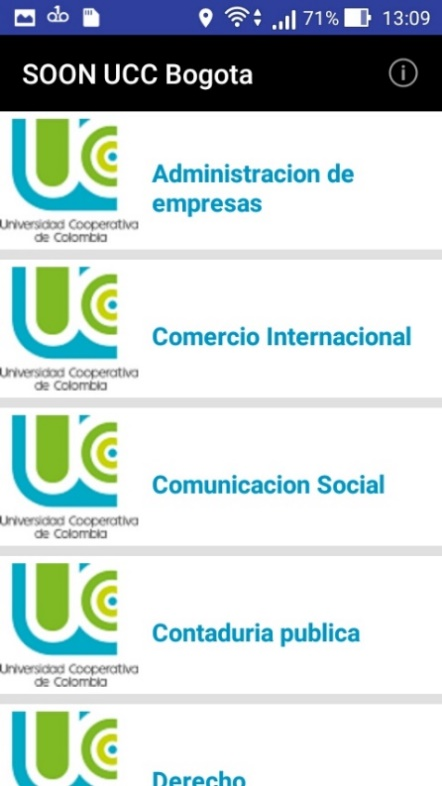 71% 13:09
SOON UCC Bogota
Administracion de
empresas
Universidad Cooperativa
de Colombia
Comercio Internacional
Universidad Cooperativa
de Colombia
Comunicacion Social
Universidad Cooperativa
de Colombia
Contaduria publica
Universidad Cooperativa
de Colombia
Derecho